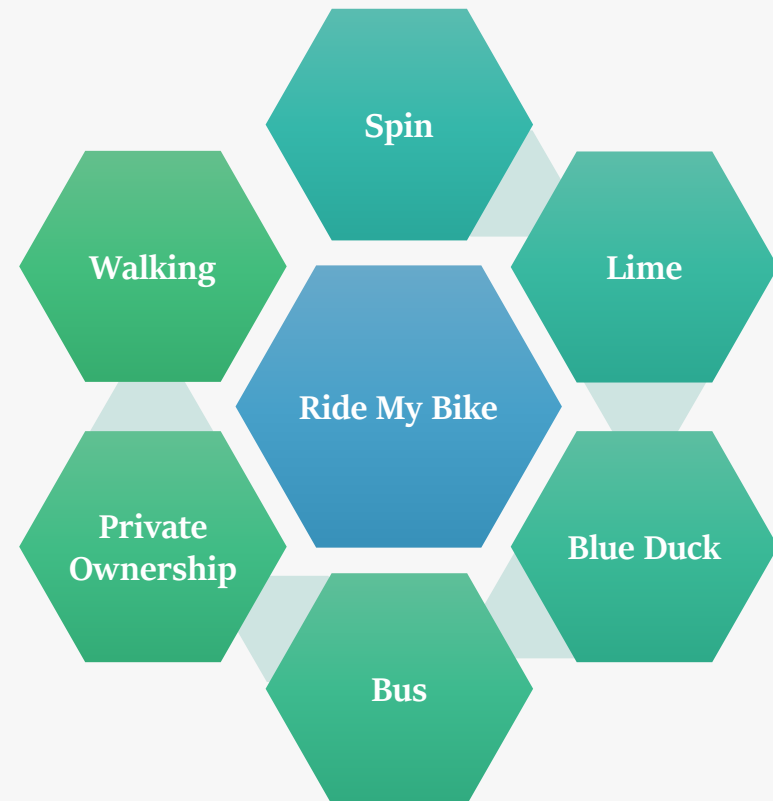 Spin
Walking
Lime
Ride My Bike
Private
Ownership
Blue Duck
Bus